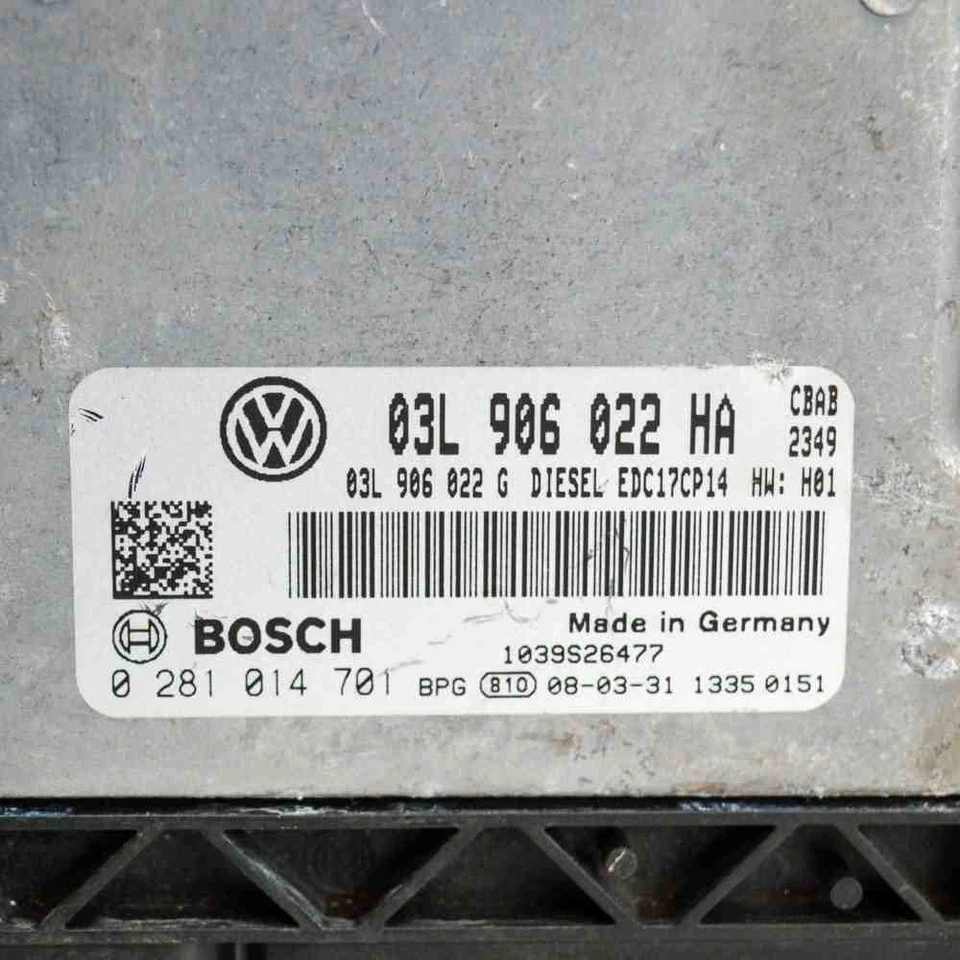 03L 906 022 HA
CBAB
2349
03L 906 022 G DIESEL EDC17CP14 HW: H01
BOSCH
Made in Germany
1039S26477
0 281 014 701 BPG 810 08-03-31 1335 0151